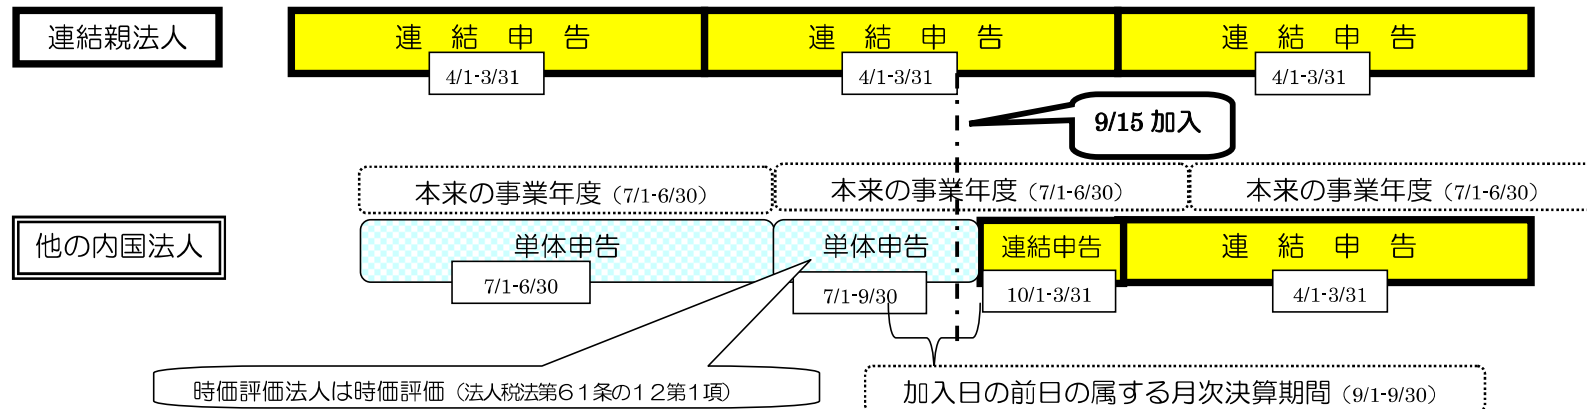 連結親法人
連 結 申 告
連 結 申 告
連 結 申 告
4/1-3/31
4/1-3/31
4/1-3/31
9/15 加入
本来の事業年度（7/1-6/30）
本来の事業年度（7/1-6/30）
本来の事業年度（7/1-6/30）
他の内国法人
単体申告
単体申告
連結申告
連 結 申 告
7/1-6/30
7/1-9/30
10/1-3/31
4/1-3/31
時価評価法人は時価評価（法人税法第６１条の１２第１項）
加入日の前日の属する月次決算期間（9/1-9/30）